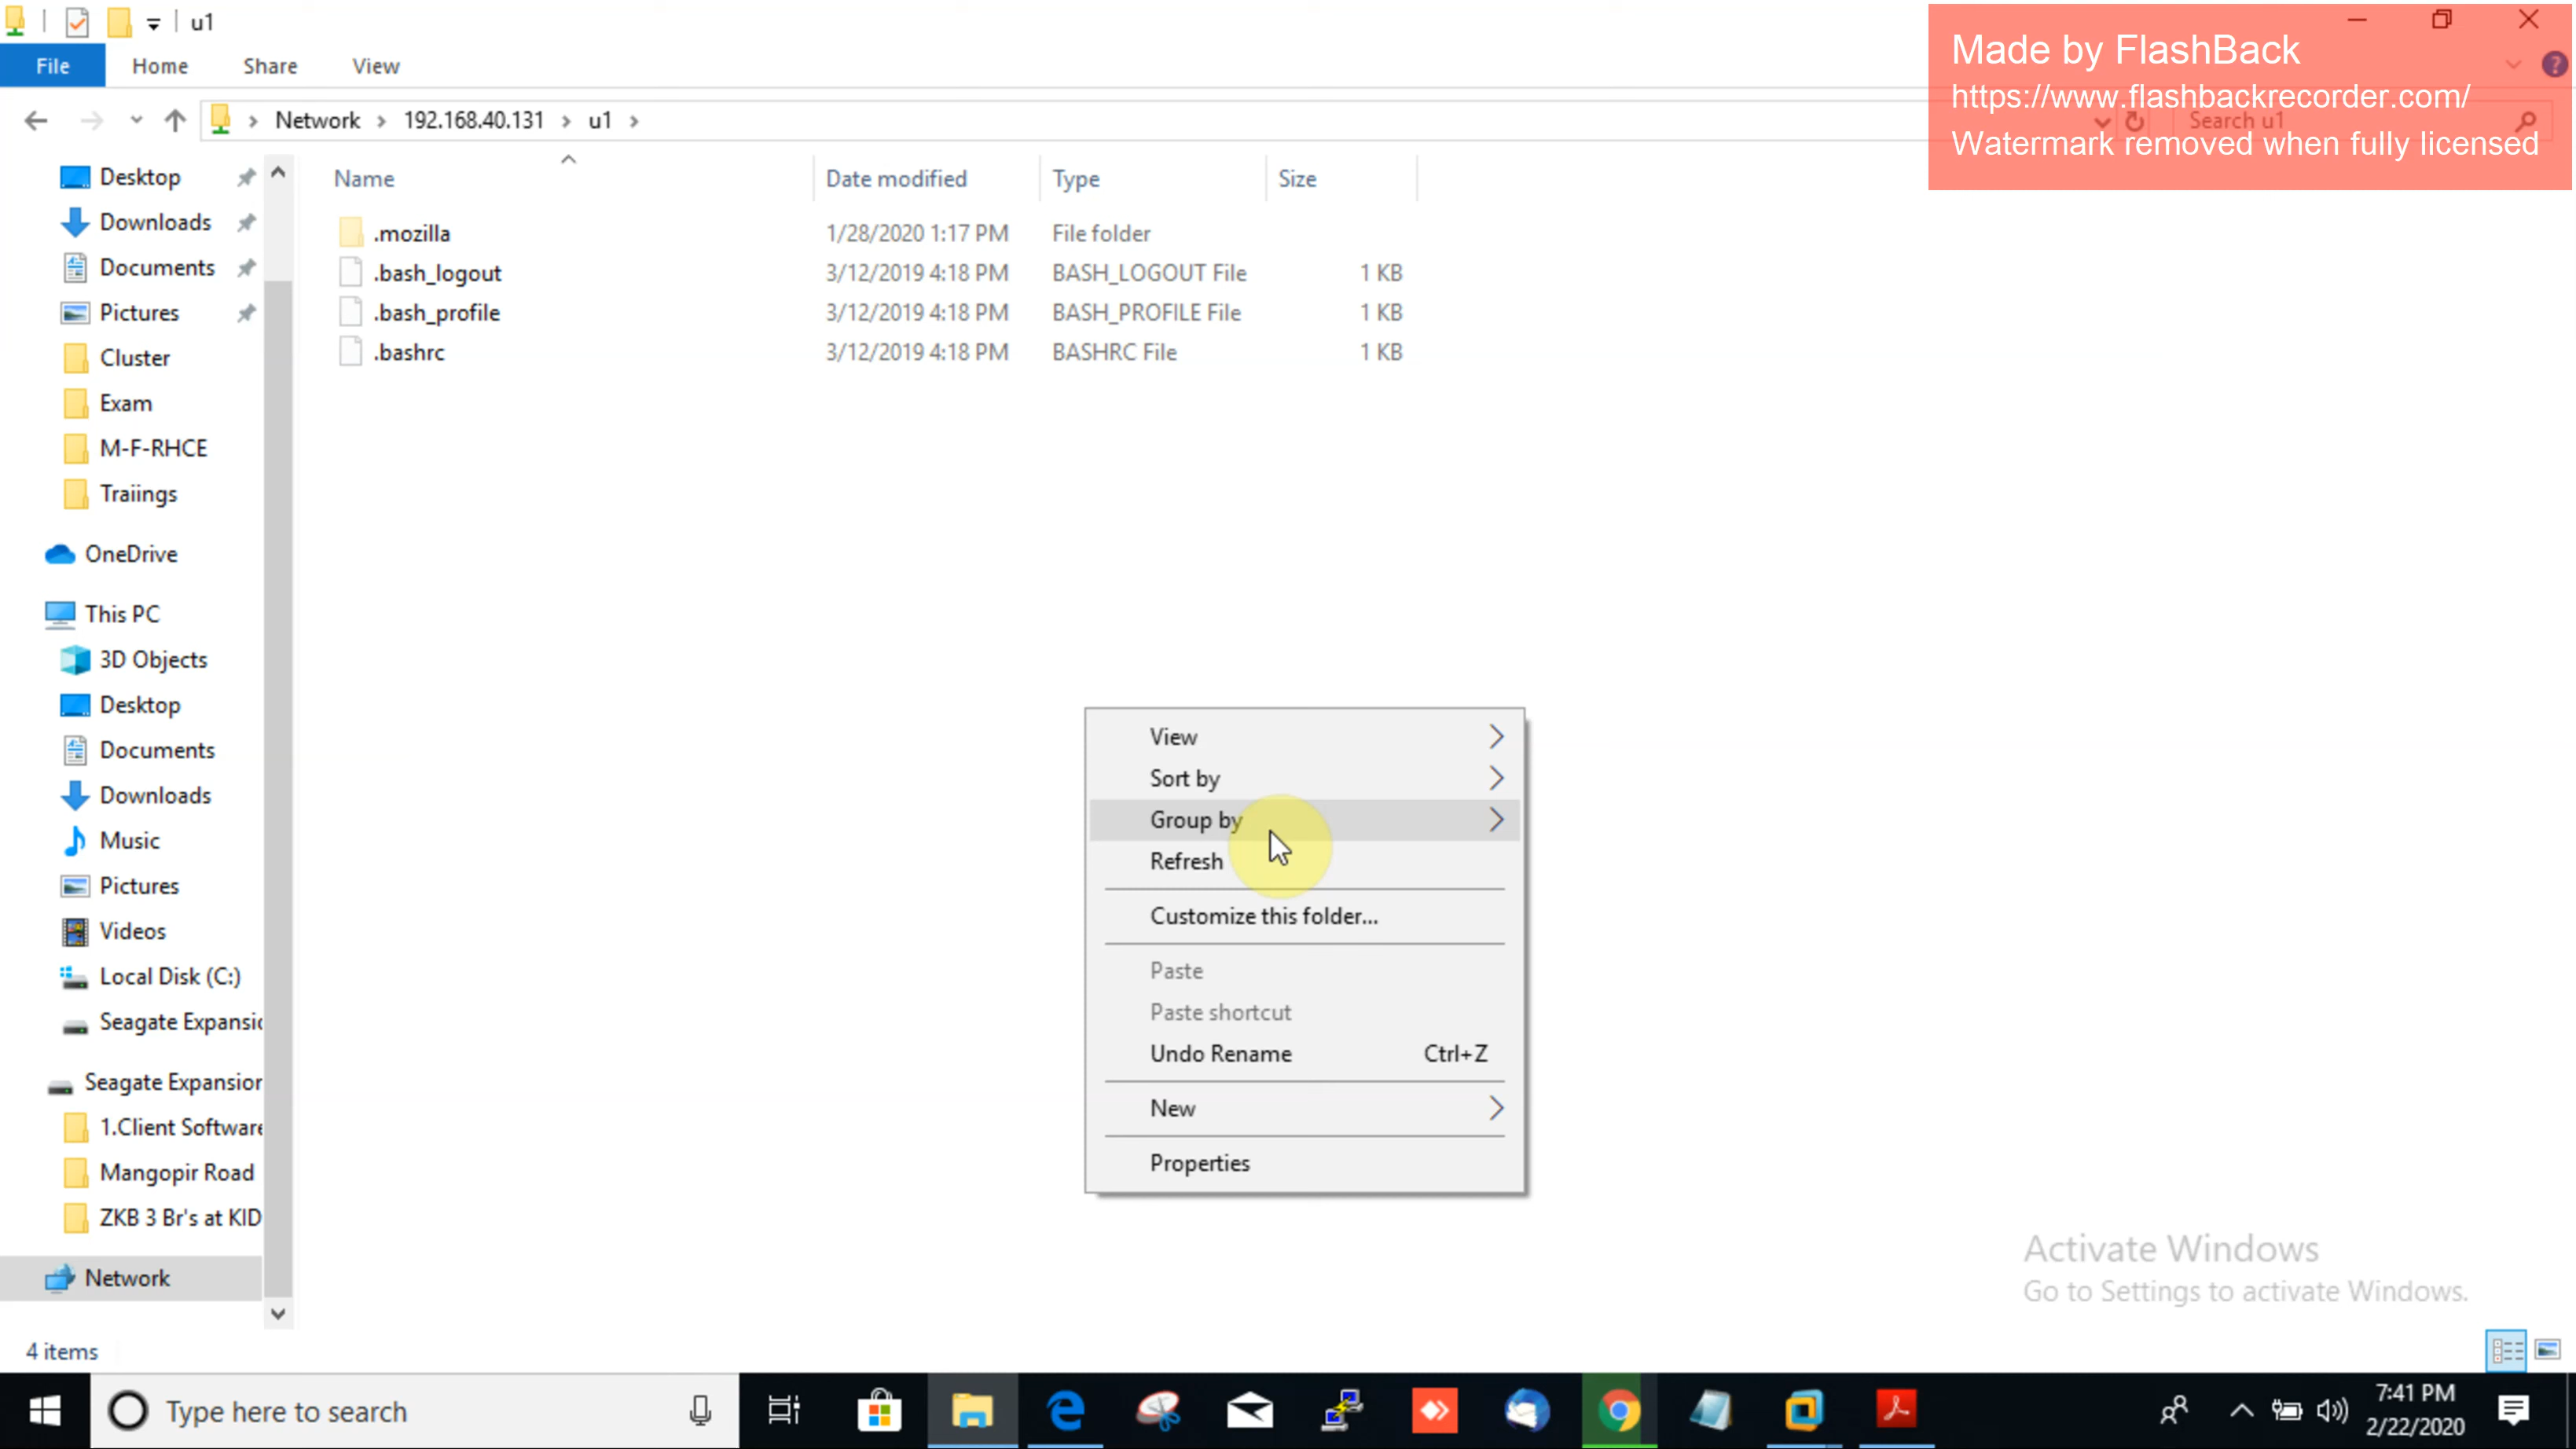 u1
File Home Share View
Made by FlashBack
https://www.flashbackrecorder.com/
Watermark removed when fully licensed
Network 192.168.40.131 u1
Search u1
Name Date modified Type Size
.mozilla 1/28/2020 1:17 PM File folder
.bash_logout 3/12/2019 4:18 PM BASH_LOGOUT File 1 KB
.bash_profile 3/12/2019 4:18 PM BASH_PROFILE File 1 KB
.bashrc 3/12/2019 4:18 PM BASHRC File 1 KB
Desktop
Downloads
Documents
Pictures
Cluster
Exam
M-F-RHCE
Traiings
OneDrive
This PC
3D Objects
Desktop
Documents
Downloads
Music
Pictures
Videos
Local Disk (C:)
Seagate Expansic
Seagate Expansior
1.Client Software
Mangopir Road
ZKB 3 Br's at KID
Network
View
Sort by
Group by
Refresh
Customize this folder...
Paste
Paste shortcut
Undo Rename Ctrl+Z
New
Properties
Activate Windows
Go to Settings to activate Windows.
4 items
Type here to search
7:41 PM
2/22/2020